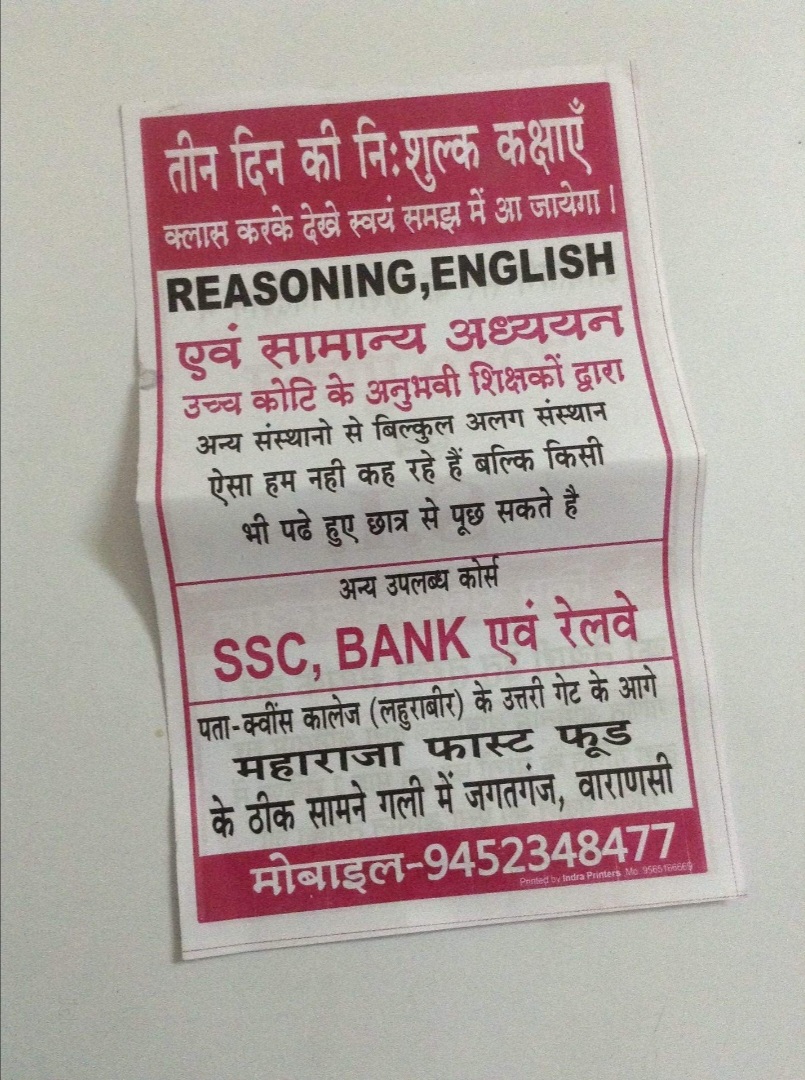 तीन दिन की नि:शुल्क कक्षाएँ
क्लास करके देखे स्वयं समझ में आ जायेगा।
REASONING,ENGLISH
एवं सामान्य अध्ययन
उच्च कोटि के अनुभवी शिक्षकों द्वारा
अन्य संस्थानो से बिल्कुल अलग संस्थान
ऐसा हम नही कह रहे हैं बल्कि किसी
भी पढे हुए छात्र से पूछ सकते है
अन्य उपलब्ध कोर्स
SSC, BANK एवं रेलवे
पता-क्वींस कालेज (लहुराबीर) के उत्तरी गेट के आगे
महाराजा फास्ट फूड
के ठीक सामने गली में जगतगंज, वाराणसी
मोबाइल-9452348477
Printed by Indra Printers, Mo.